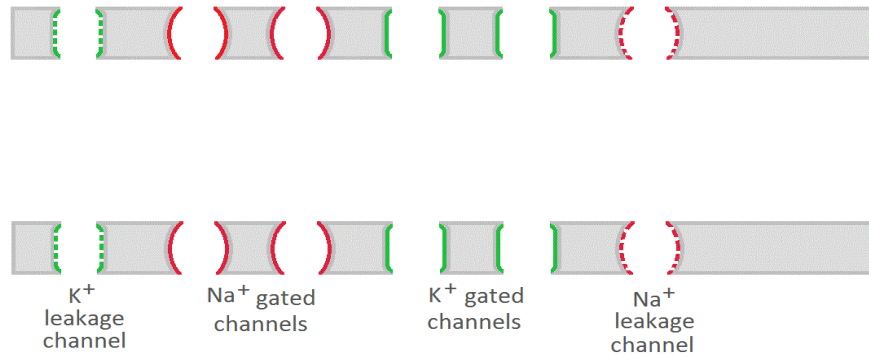 K⁺
leakage
channel
Na⁺ gated
channels
K⁺ gated
channels
Na⁺
leakage
channel